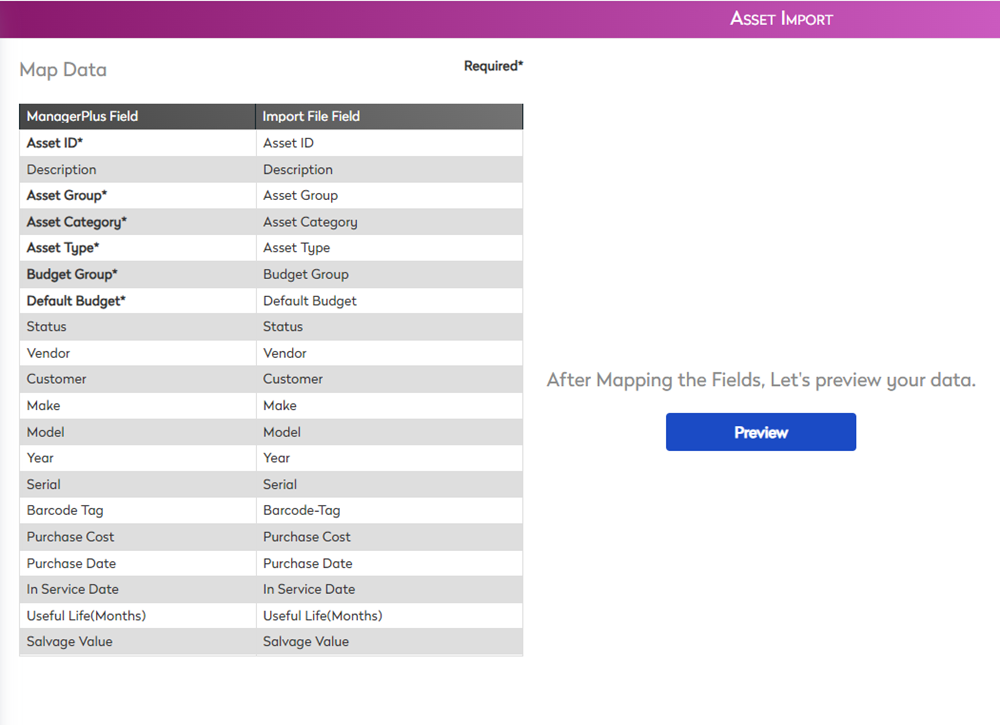 Asset Import
Map Data
Required*
ManagerPlus Field Import File Field
Asset ID* Asset ID
Description Description
Asset Group* Asset Group
Asset Category* Asset Category
Asset Type* Asset Type
Budget Group* Budget Group
Default Budget* Default Budget
Status Status
Vendor Vendor
Customer Customer
Make Make
Model Model
Year Year
Serial Serial
Barcode Tag Barcode-Tag
Purchase Cost Purchase Cost
Purchase Date Purchase Date
In Service Date In Service Date
Useful Life(Months) Useful Life(Months)
Salvage Value Salvage Value
After Mapping the Fields, Let's preview your data.
Preview